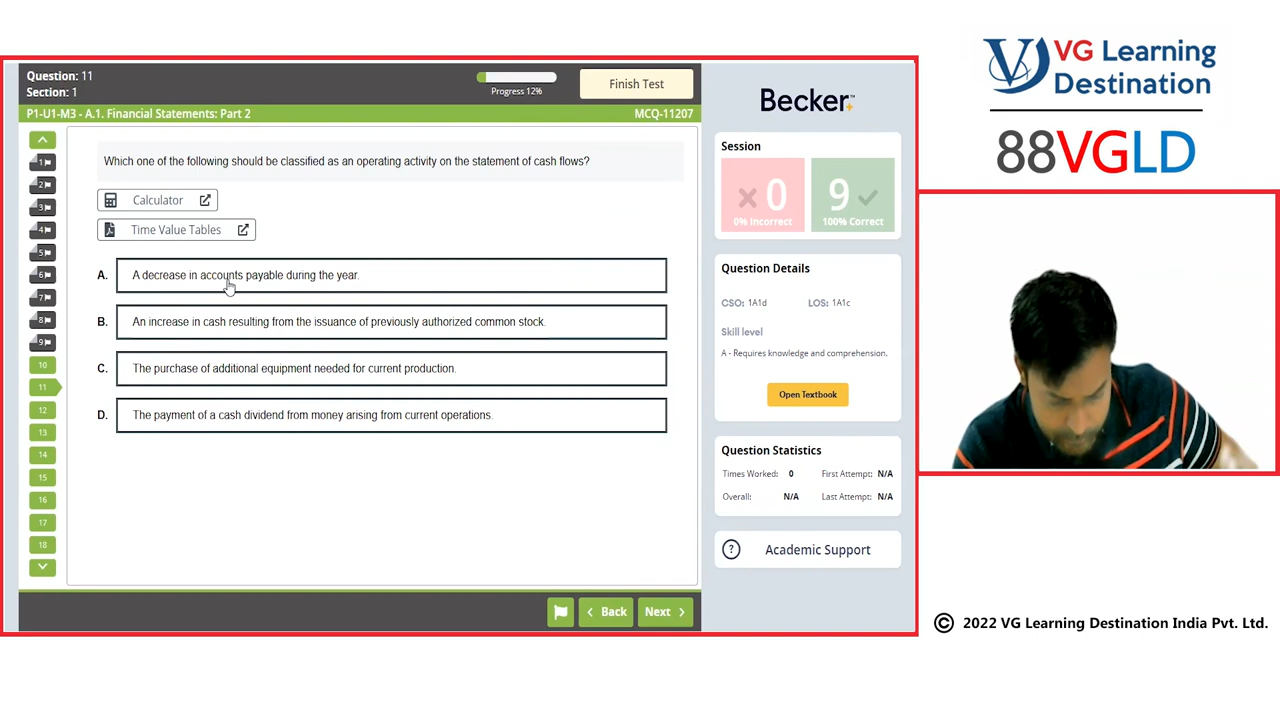 Question: 11
Section: 1
Progress 12%
Finish Test
P1-U1-M3 - A.1. Financial Statements: Part 2
MCQ-11207
1
2
3
4
5
6
7
8
9
10
11
12
13
14
15
16
17
18
Which one of the following should be classified as an operating activity on the statement of cash flows?
Calculator
Time Value Tables
A. A decrease in accounts payable during the year.
B. An increase in cash resulting from the issuance of previously authorized common stock.
C. The purchase of additional equipment needed for current production.
D. The payment of a cash dividend from money arising from current operations.
Back
Next
Becker
Session
0
0% Incorrect
9
100% Correct
Question Details
CSO: 1A1d
LOS: 1A1c
Skill level
A - Requires knowledge and comprehension.
Open Textbook
Question Statistics
Times Worked: 0
First Attempt: N/A
Overall: N/A
Last Attempt: N/A
? Academic Support
VG Learning
Destination
88VGLD
© 2022 VG Learning Destination India Pvt. Ltd.